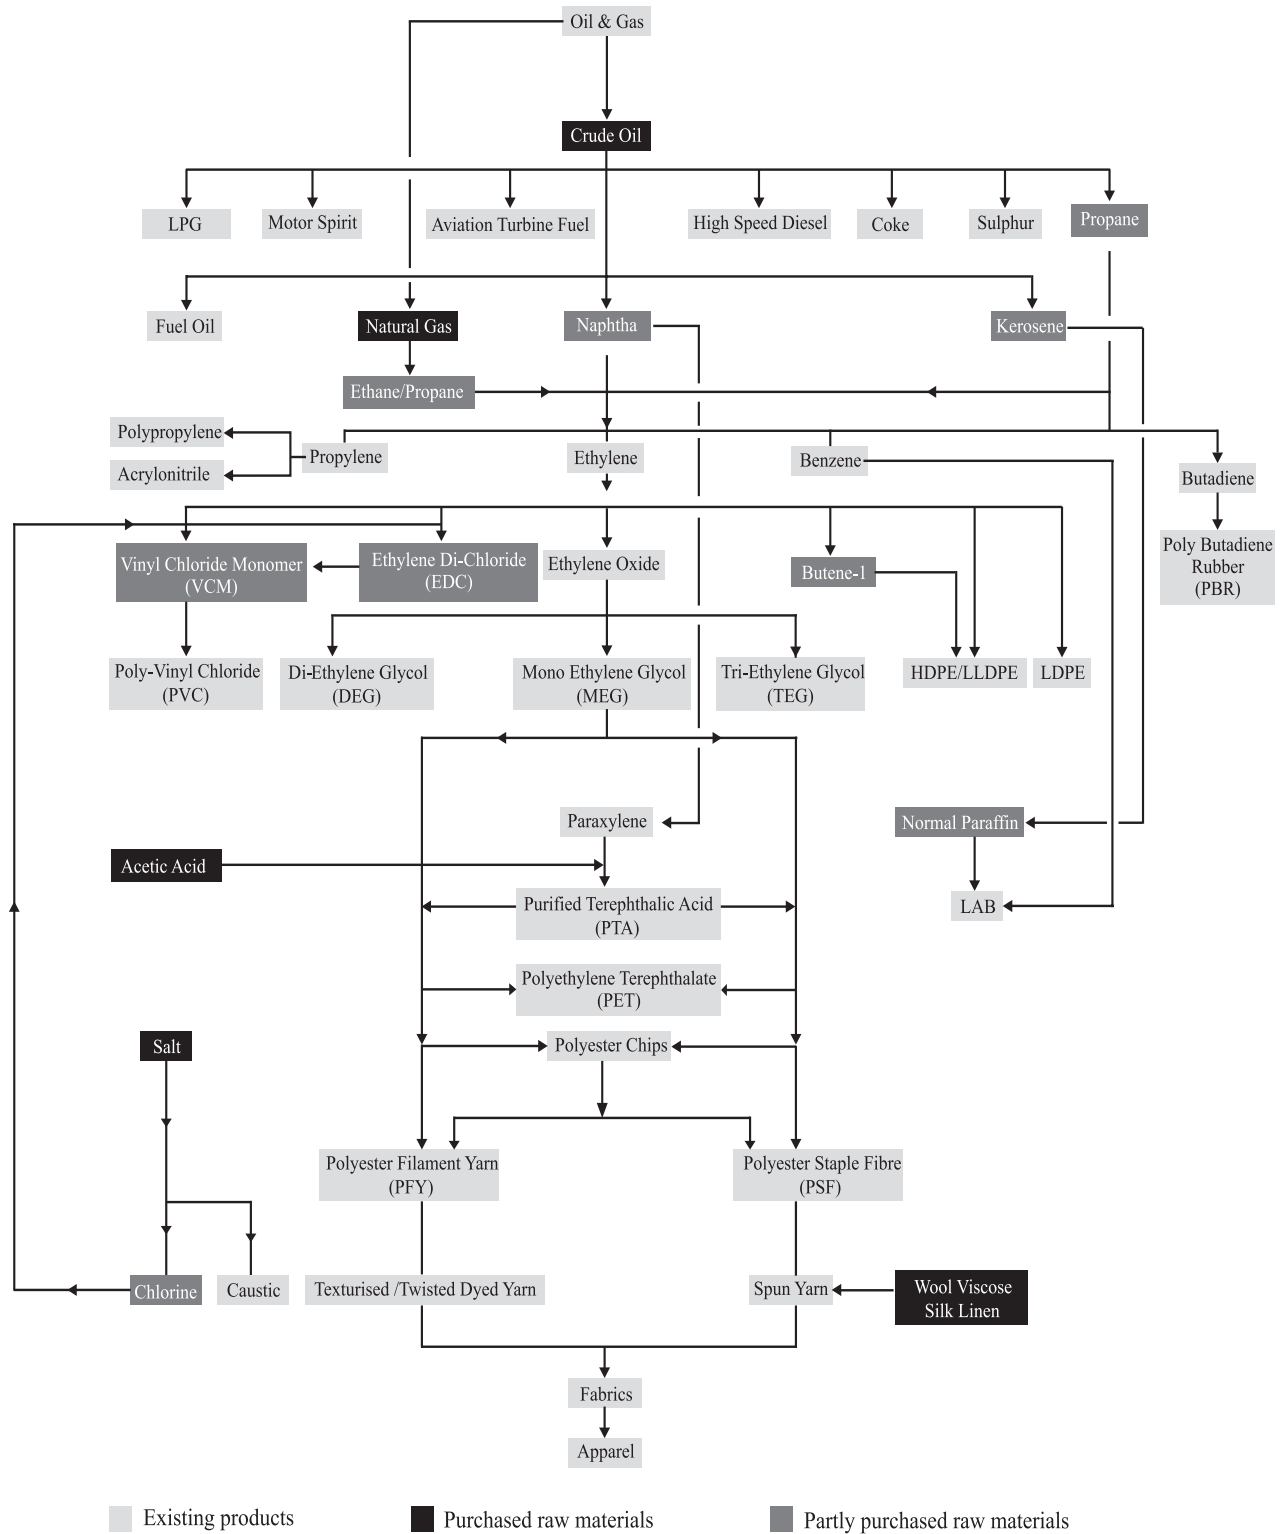 Oil & Gas
Crude Oil
LPG
Motor Spirit
Aviation Turbine Fuel
High Speed Diesel
Coke
Sulphur
Propane
Fuel Oil
Natural Gas
Naphtha
Kerosene
Ethane/Propane
Polypropylene
Propylene
Acrylonitrile
Ethylene
Benzene
Butadiene
Vinyl Chloride Monomer
(VCM)
Ethylene Di-Chloride
(EDC)
Ethylene Oxide
Butene-1
Poly Butadiene
Rubber
(PBR)
Poly-Vinyl Chloride
(PVC)
Di-Ethylene Glycol
(DEG)
Mono Ethylene Glycol
(MEG)
Tri-Ethylene Glycol
(TEG)
HDPE/LLDPE
LDPE
Paraxylene
Normal Paraffin
Acetic Acid
Purified Terephthalic Acid
(PTA)
LAB
Polyethylene Terephthalate
(PET)
Salt
Polyester Chips
Polyester Filament Yarn
(PFY)
Polyester Staple Fibre
(PSF)
Chlorine
Caustic
Texturised /Twisted Dyed Yarn
Spun Yarn
Wool Viscose
Silk Linen
Fabrics
Apparel
Existing products
Purchased raw materials
Partly purchased raw materials